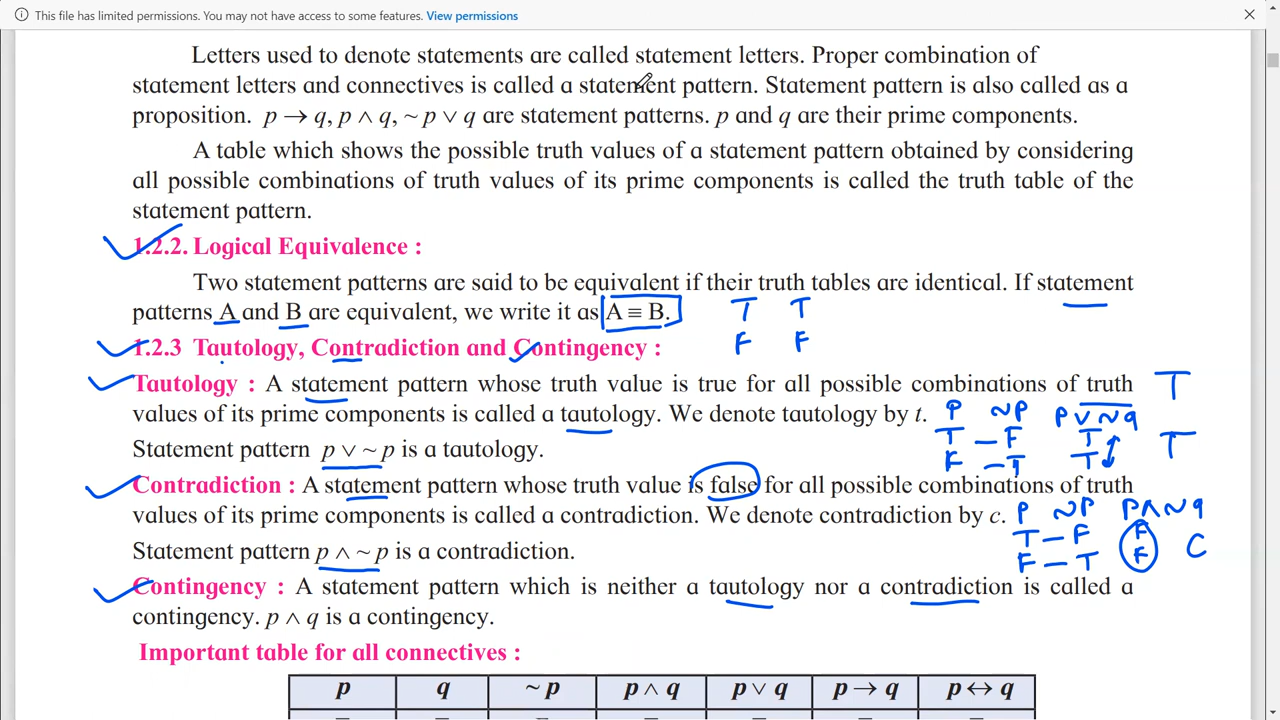 This file has limited permissions. You may not have access to some features. View permissions
Letters used to denote statements are called statement letters. Proper combination of
statement letters and connectives is called a statement pattern. Statement pattern is also called as a
proposition. p → q, p ∧ q, ~ p ∨ q are statement patterns. p and q are their prime components.
A table which shows the possible truth values of a statement pattern obtained by considering
all possible combinations of truth values of its prime components is called the truth table of the
statement pattern.
1.2.2. Logical Equivalence :
Two statement patterns are said to be equivalent if their truth tables are identical. If statement
patterns A and B are equivalent, we write it as A ≡ B. T T
1.2.3 Tautology, Contradiction and Contingency : F F
Tautology : A statement pattern whose truth value is true for all possible combinations of truth T
values of its prime components is called a tautology. We denote tautology by t. P ~P P∨~q
T – F T T
Statement pattern p ∨ ~ p is a tautology. F – T T
Contradiction : A statement pattern whose truth value is false for all possible combinations of truth
values of its prime components is called a contradiction. We denote contradiction by c. P ~P P∧~q
T – F F
Statement pattern p ∧ ~ p is a contradiction. F – T F C
Contingency : A statement pattern which is neither a tautology nor a contradiction is called a
contingency. p ∧ q is a contingency.
Important table for all connectives :
p q ~ p p ∧ q p ∨ q p → q p ↔ q